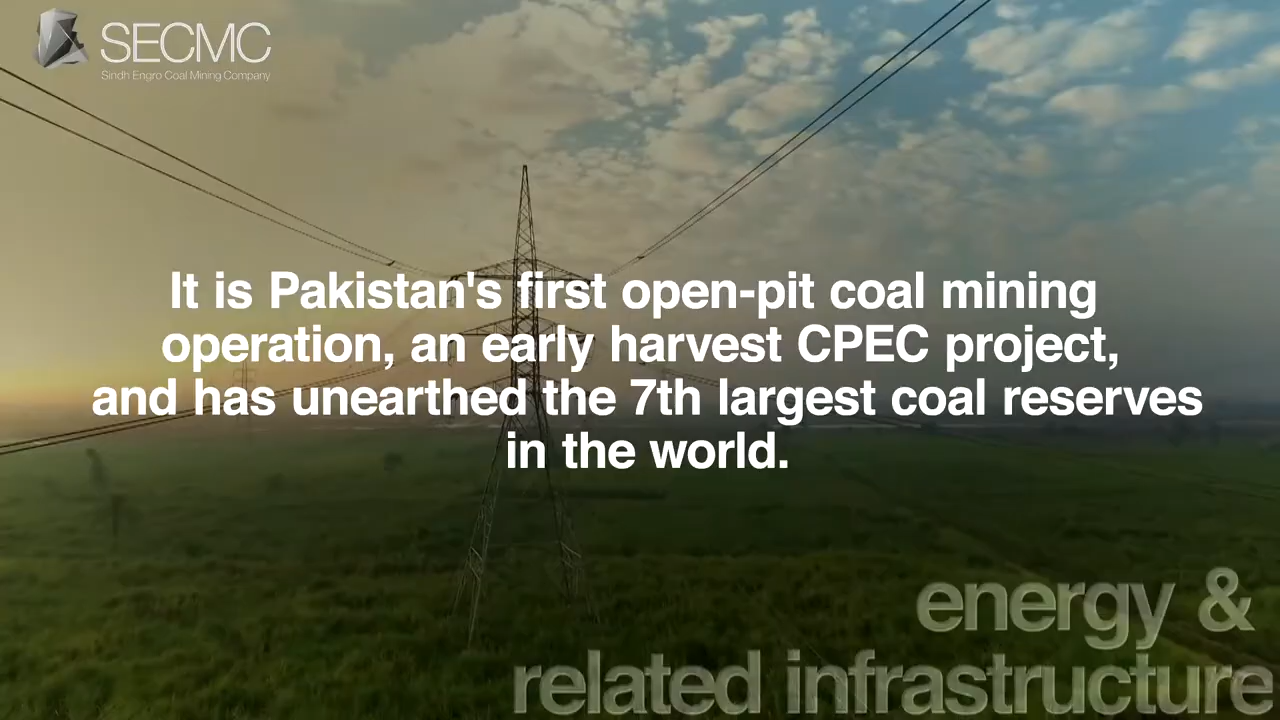 SECMC
Sindh Engro Coal Mining Company
It is Pakistan's first open-pit coal mining
operation, an early harvest CPEC project,
and has unearthed the 7th largest coal reserves
in the world.
energy &
related infrastructure